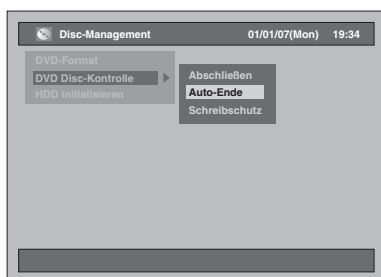 Disc-Management 01/01/07(Mon) 19:34
DVD-Format
DVD Disc-Kontrolle
HDD initialisieren
Abschließen
Auto-Ende
Schreibschutz